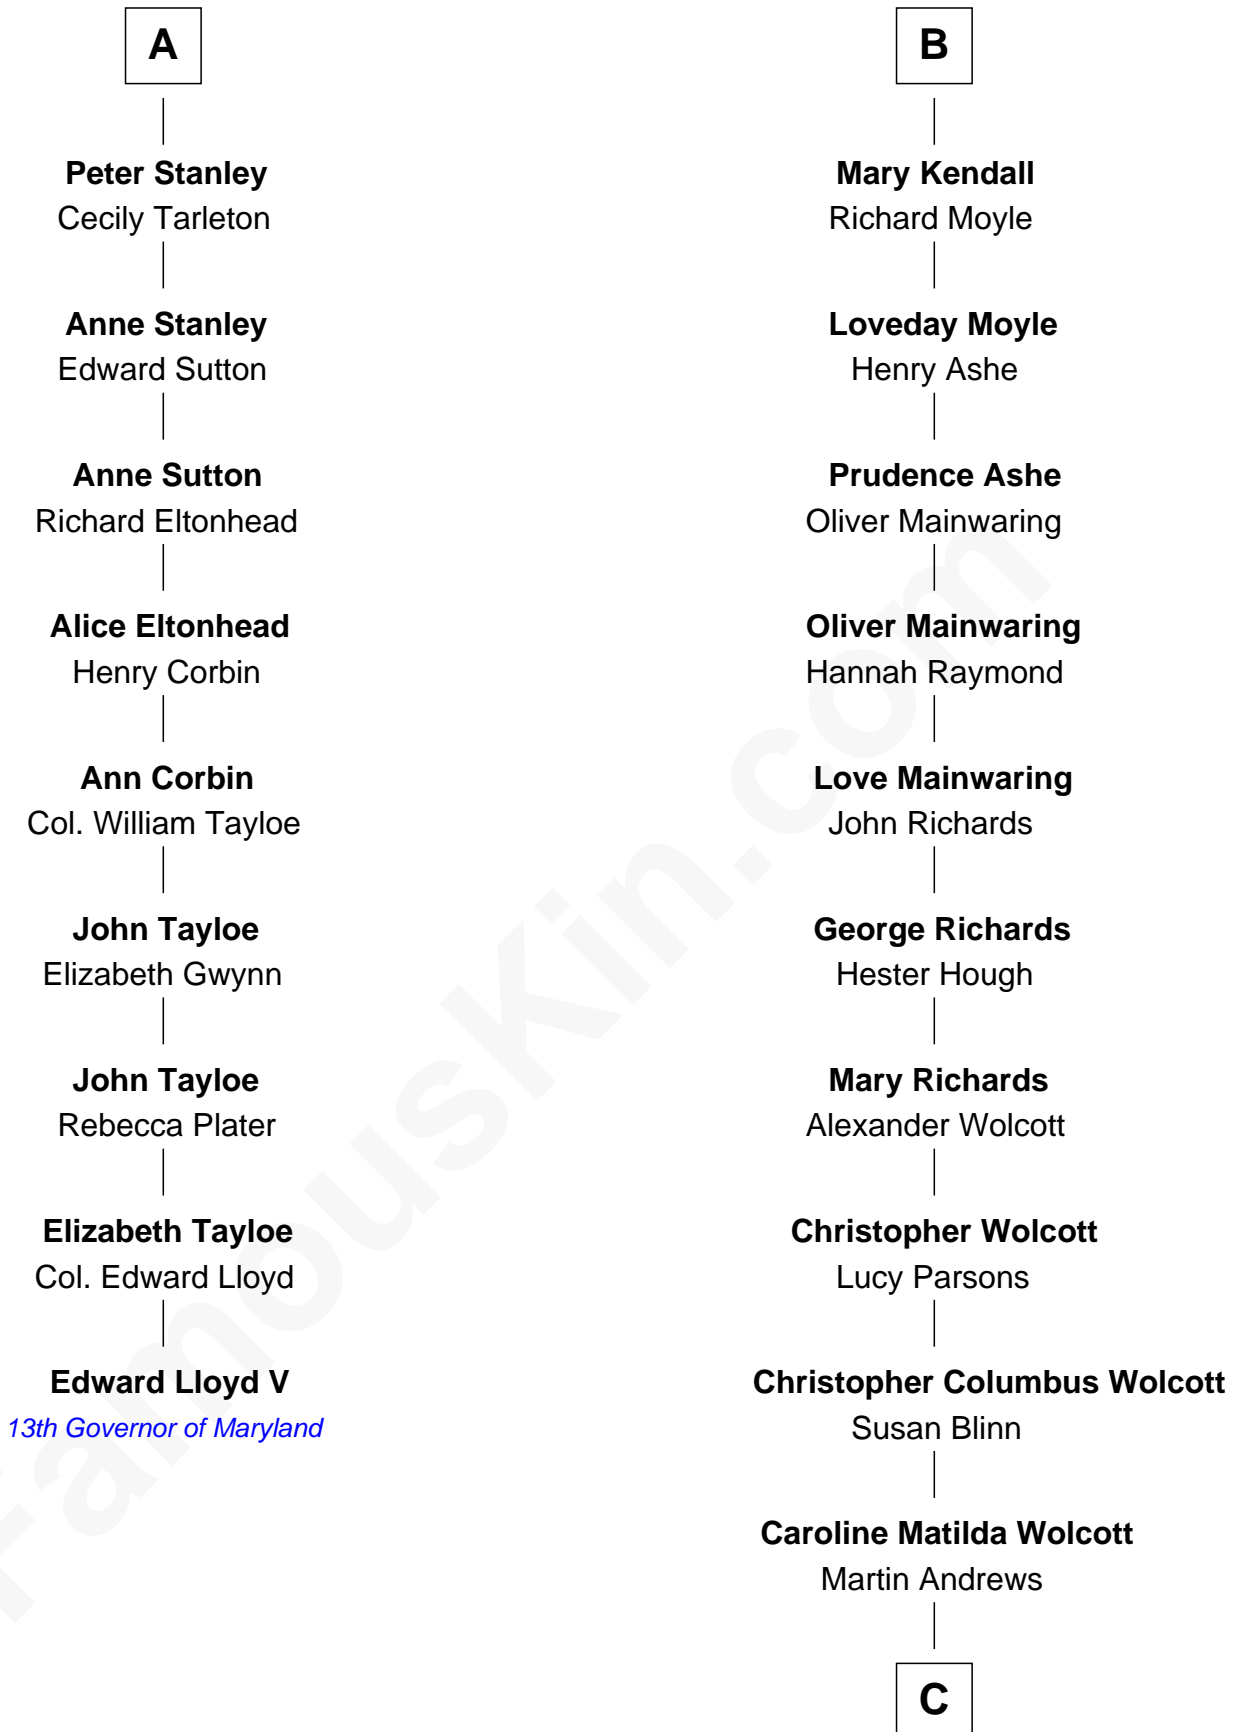 A
Peter Stanley
Cecily Tarleton
Anne Stanley
Edward Sutton
Anne Sutton
Richard Eltonhead
Alice Eltonhead
Henry Corbin
Ann Corbin
Col. William Tayloe
John Tayloe
Elizabeth Gwynn
John Tayloe
Rebecca Plater
Elizabeth Tayloe
Col. Edward Lloyd
Edward Lloyd V
13th Governor of Maryland
B
Mary Kendall
Richard Moyle
Loveday Moyle
Henry Ashe
Prudence Ashe
Oliver Mainwaring
Oliver Mainwaring
Hannah Raymond
Love Mainwaring
John Richards
George Richards
Hester Hough
Mary Richards
Alexander Wolcott
Christopher Wolcott
Lucy Parsons
Christopher Columbus Wolcott
Susan Blinn
Caroline Matilda Wolcott
Martin Andrews
C
FamousKin.com